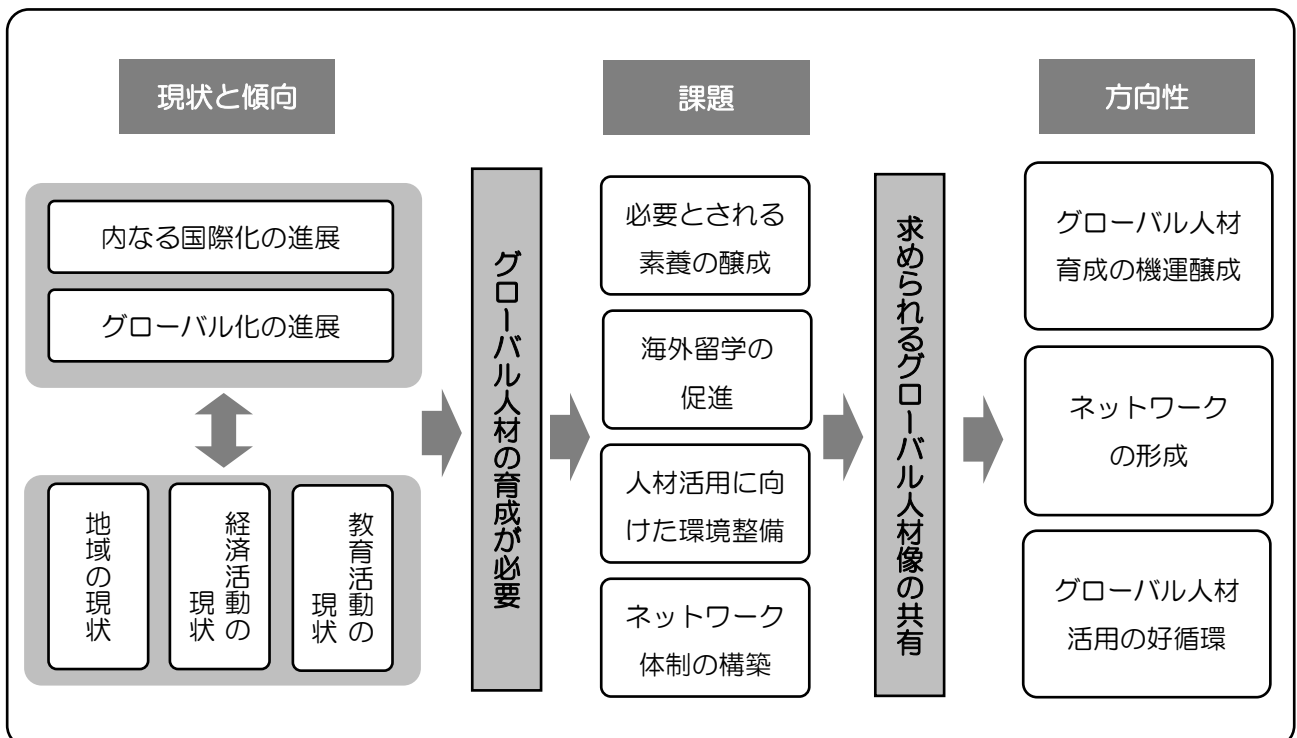 現状と傾向
内なる国際化の進展
グローバル化の進展
地域の現状
経済活動の
現状
教育活動の
現状
グローバル人材の育成が必要
課題
必要とされる
素養の醸成
海外留学の
促進
人材活用に向
けた環境整備
ネットワーク
体制の構築
求められるグローバル人材像の共有
方向性
グローバル人材
育成の機運醸成
ネットワーク
の形成
グローバル人材
活用の好循環